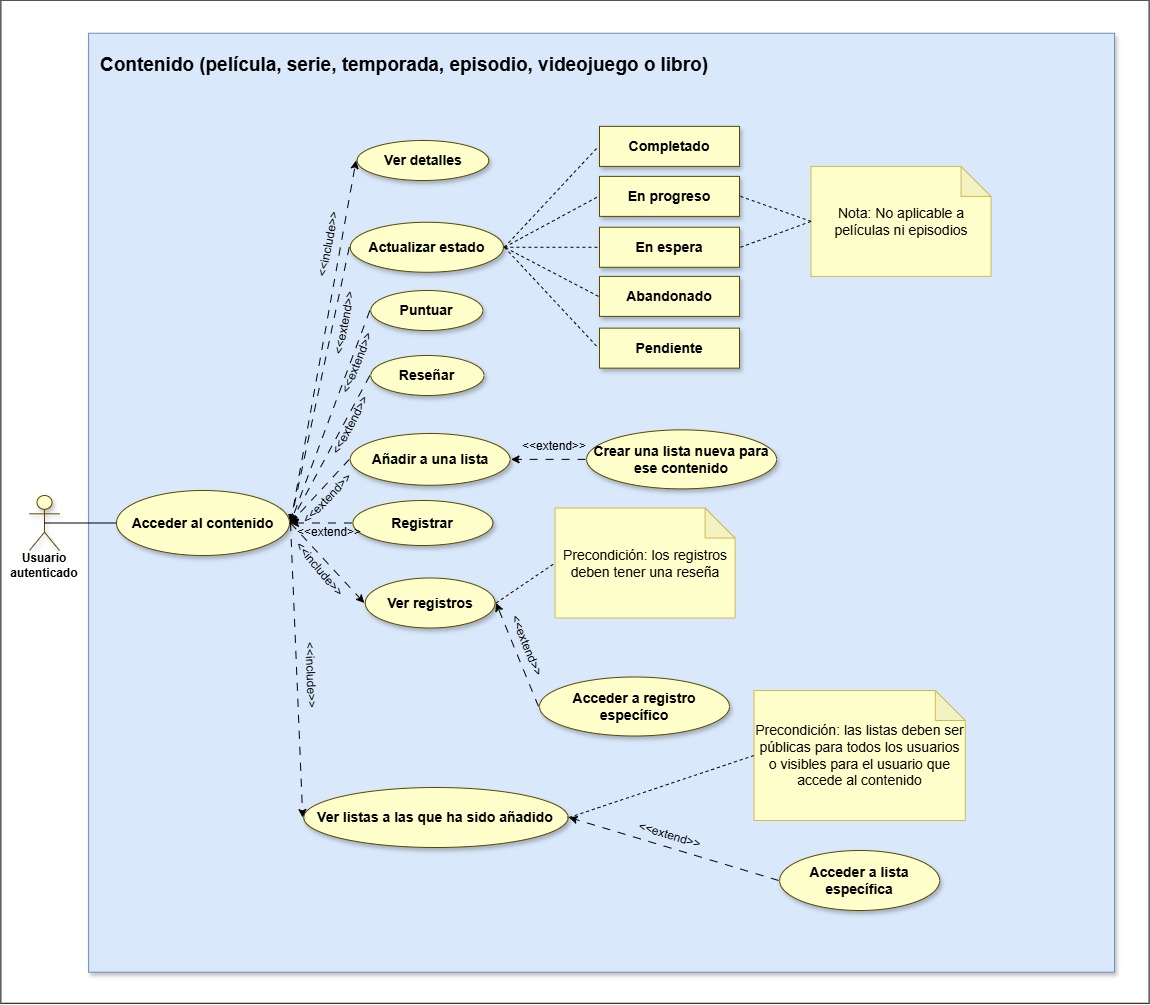 Contenido (película, serie, temporada, episodio, videojuego o libro)
Ver detalles
Completado
En progreso
Nota: No aplicable a
películas ni episodios
<<include>>
Actualizar estado
En espera
Abandonado
<<extend>>
Puntuar
Pendiente
<<extend>>
Reseñar
<<extend>>
Añadir a una lista
<<extend>>
Crear una lista nueva para
ese contenido
<<extend>>
Usuario
autenticado
Acceder al contenido
Registrar
<<extend>>
<<include>>
Precondición: los registros
deben tener una reseña
Ver registros
<<extend>>
<<include>>
Acceder a registro
específico
Precondición: las listas deben ser
públicas para todos los usuarios
o visibles para el usuario que
accede al contenido
Ver listas a las que ha sido añadido
<<extend>>
Acceder a lista
específica